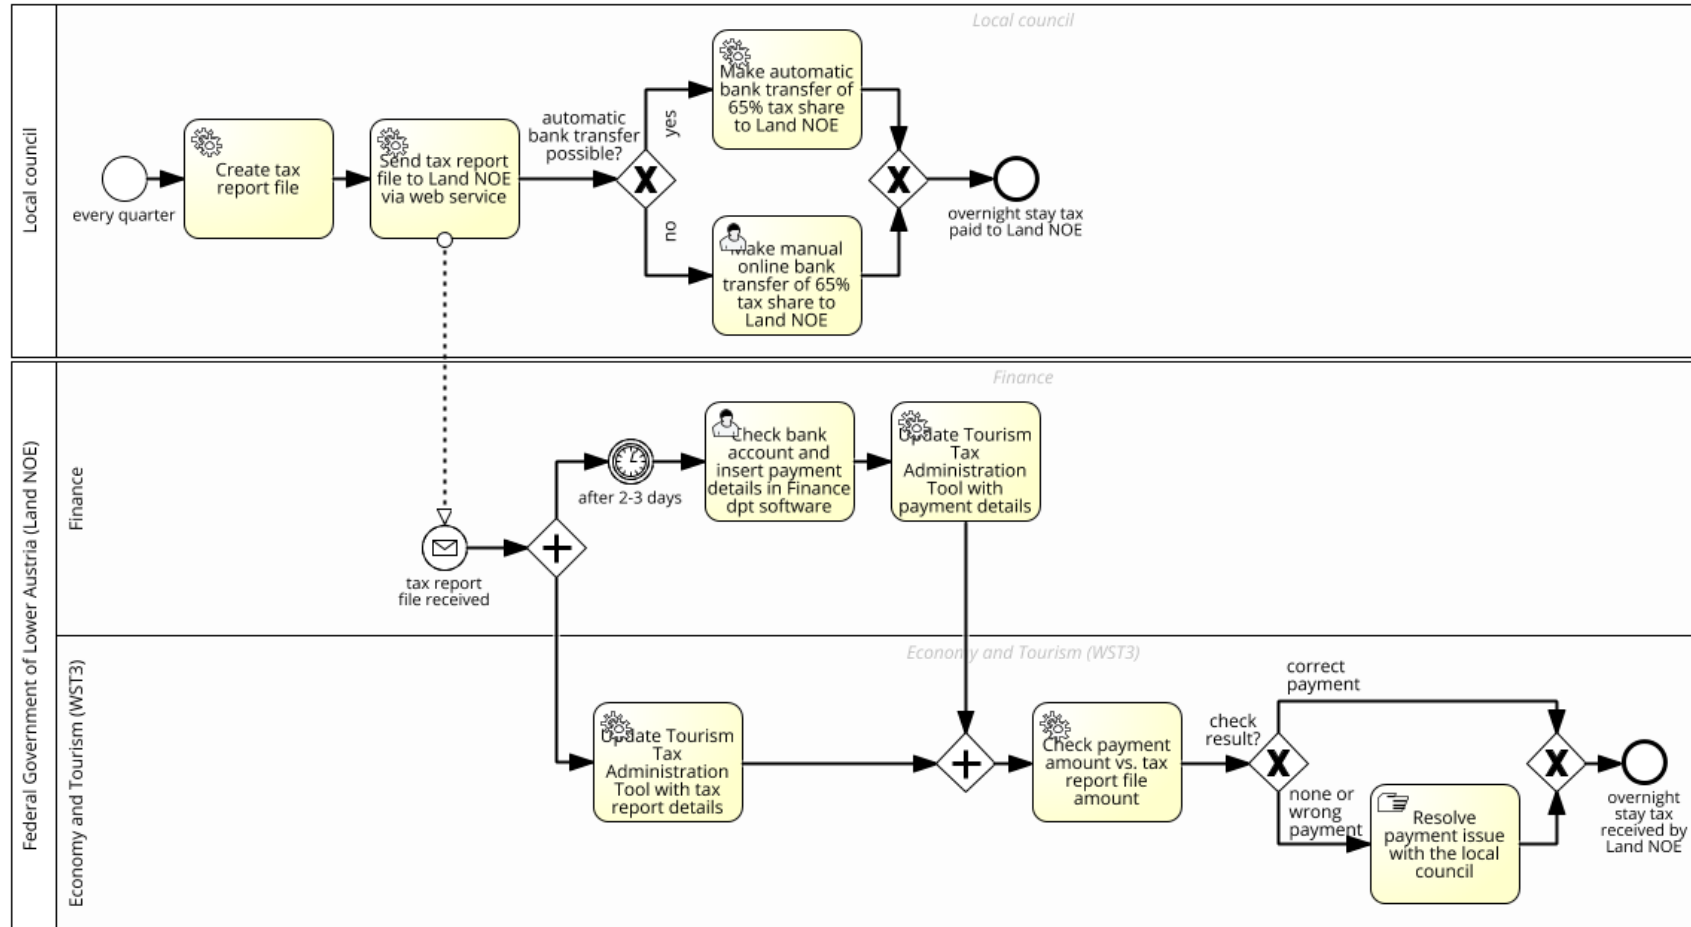 Local council
Local council
every quarter
Create tax
report file
Send tax report
file to Land NOE
via web service
automatic
bank transfer
possible?
yes
no
Make automatic
bank transfer of
65% tax share
to Land NOE
Make manual
online bank
transfer of 65%
tax share to
Land NOE
overnight stay tax
paid to Land NOE
Federal Government of Lower Austria (Land NOE)
Finance
Finance
tax report
file received
after 2-3 days
Check bank
account and
insert payment
details in Finance
dpt software
Update Tourism
Tax
Administration
Tool with
payment details
Economy and Tourism (WST3)
Economy and Tourism (WST3)
Update Tourism
Tax
Administration
Tool with tax
report details
Check payment
amount vs. tax
report file
amount
check
result?
correct
payment
none or
wrong
payment
Resolve
payment issue
with the local
council
overnight
stay tax
received by
Land NOE